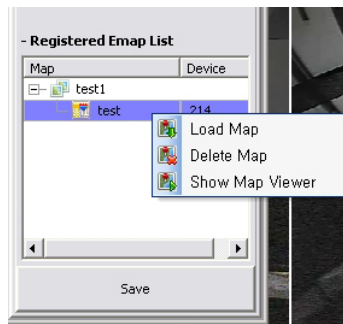 - Registered Emap List
Map Device
test1
test 214
Load Map
Delete Map
Show Map Viewer
Save